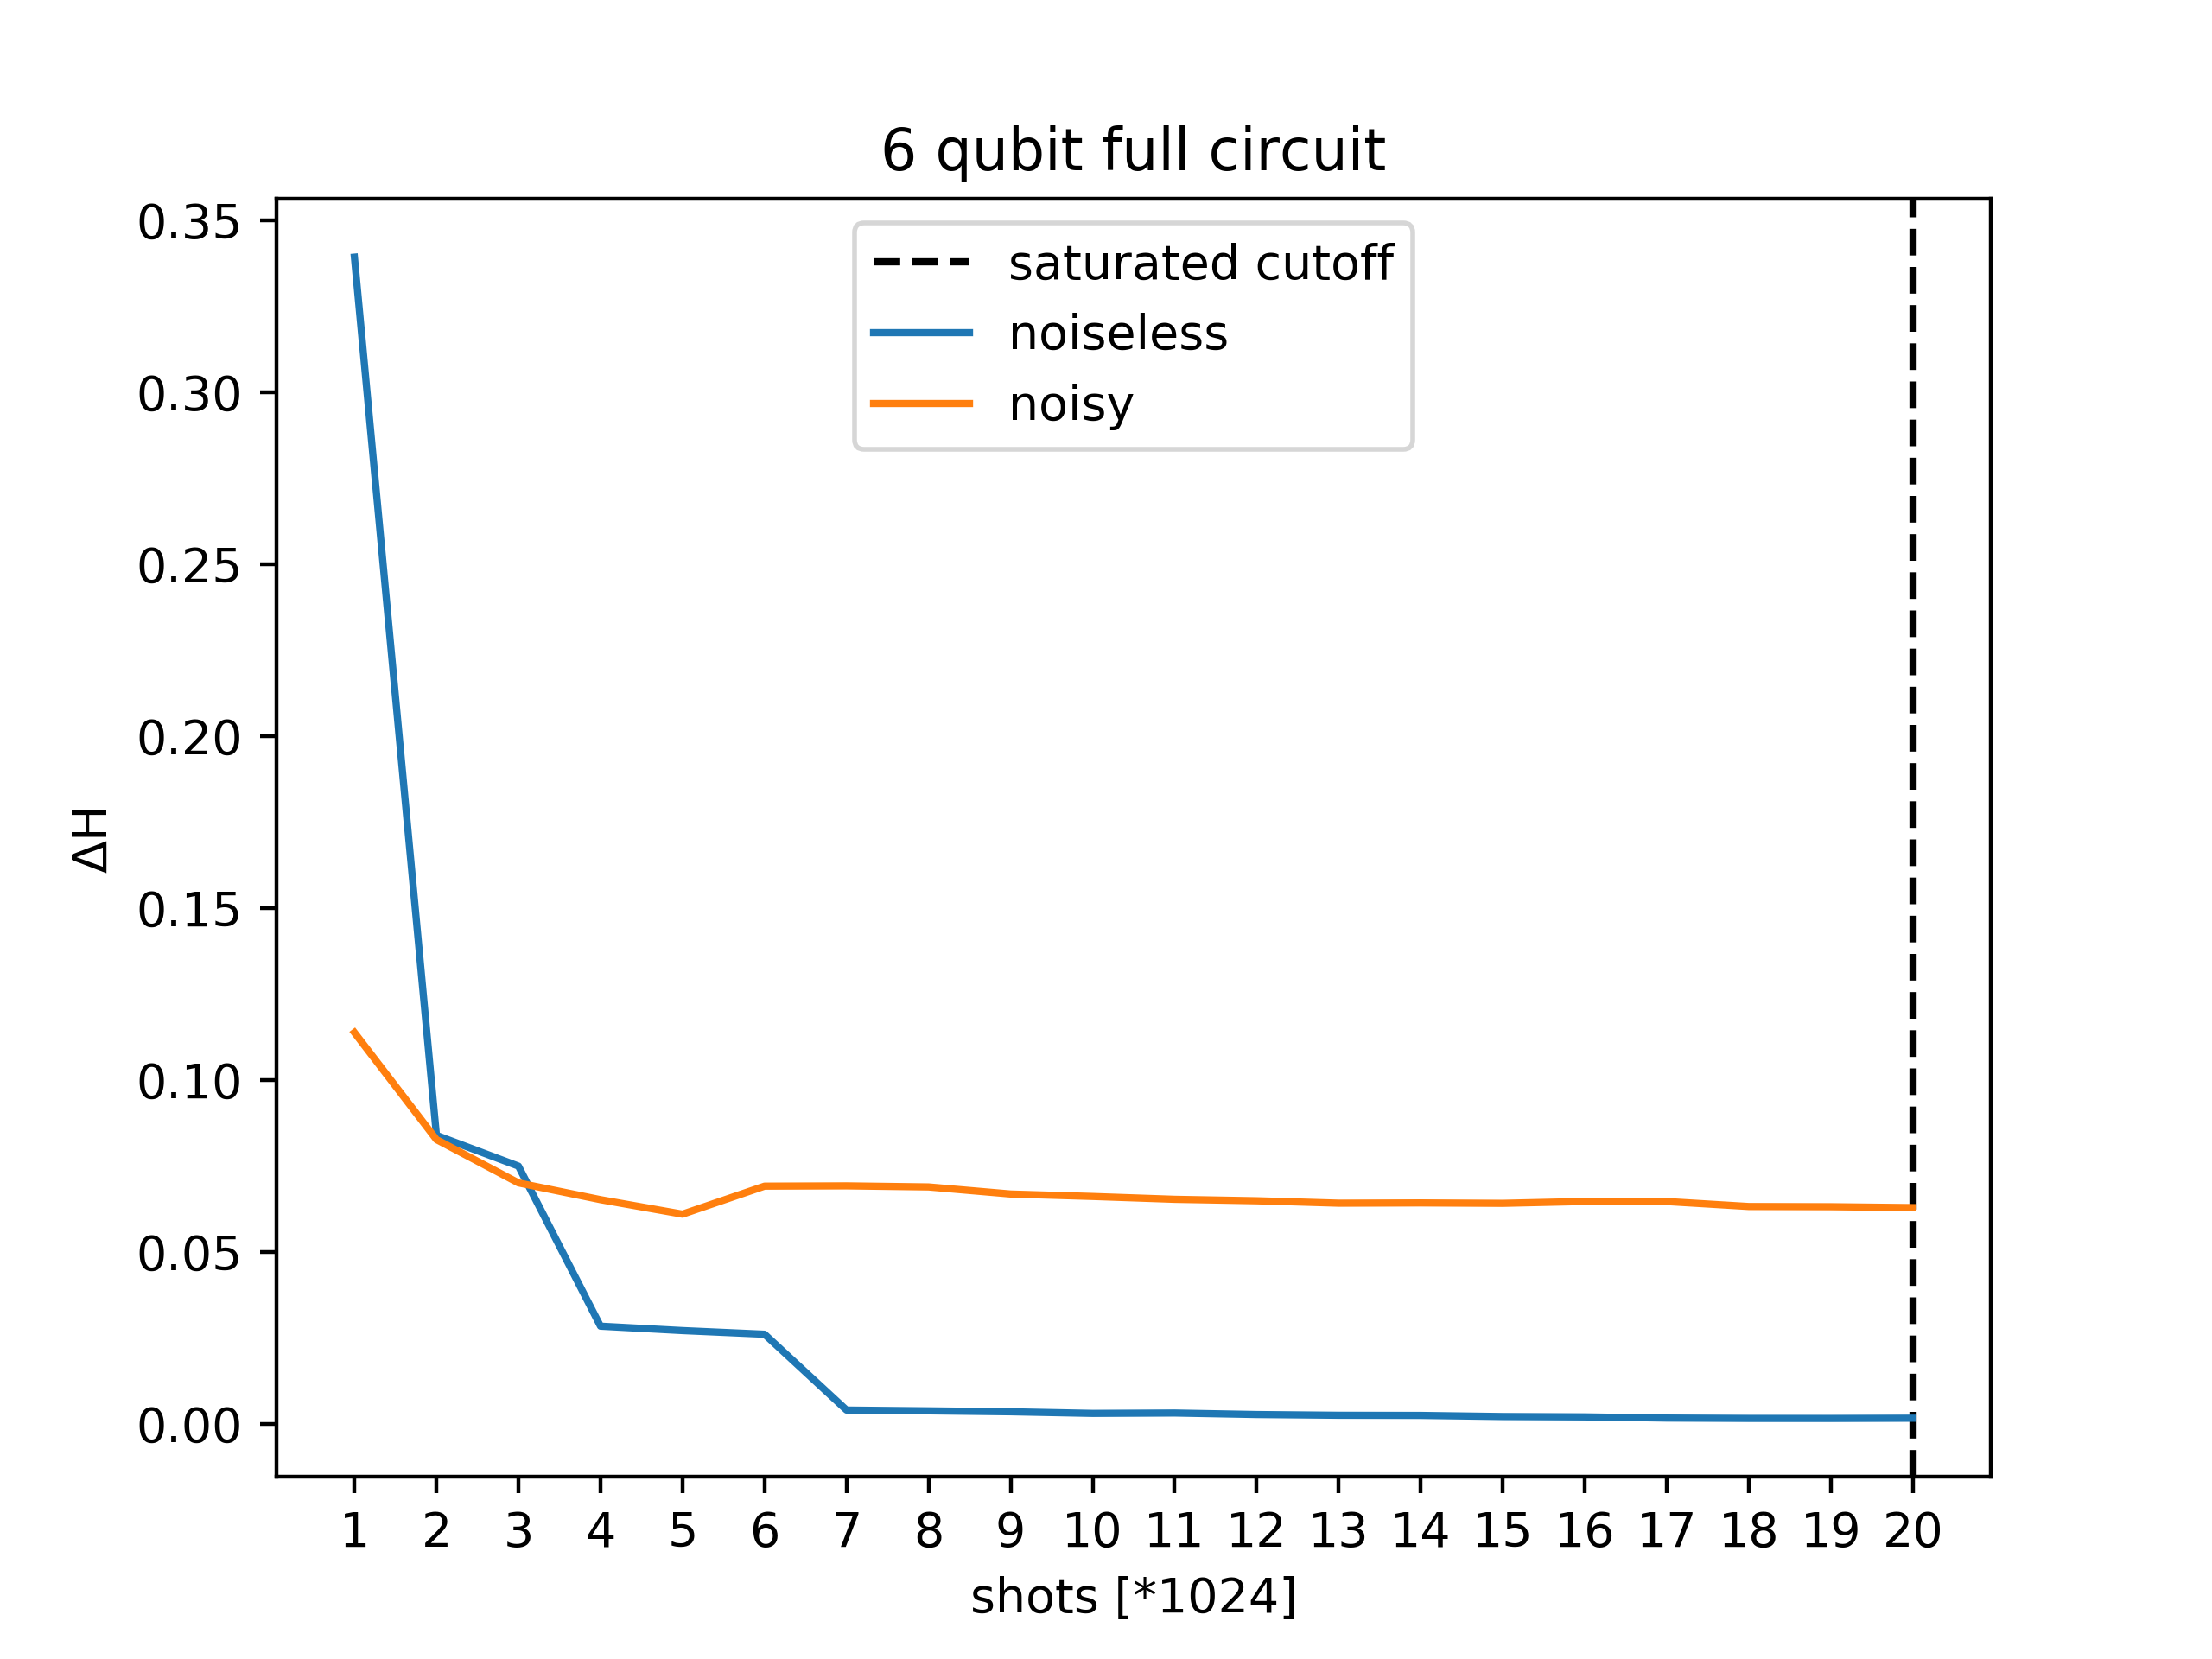 6 qubit full circuit
saturated cutoff
noiseless
noisy
0.35
0.30
0.25
0.20
0.15
0.10
0.05
0.00
ΔH
1 2 3 4 5 6 7 8 9 10 11 12 13 14 15 16 17 18 19 20
shots [*1024]